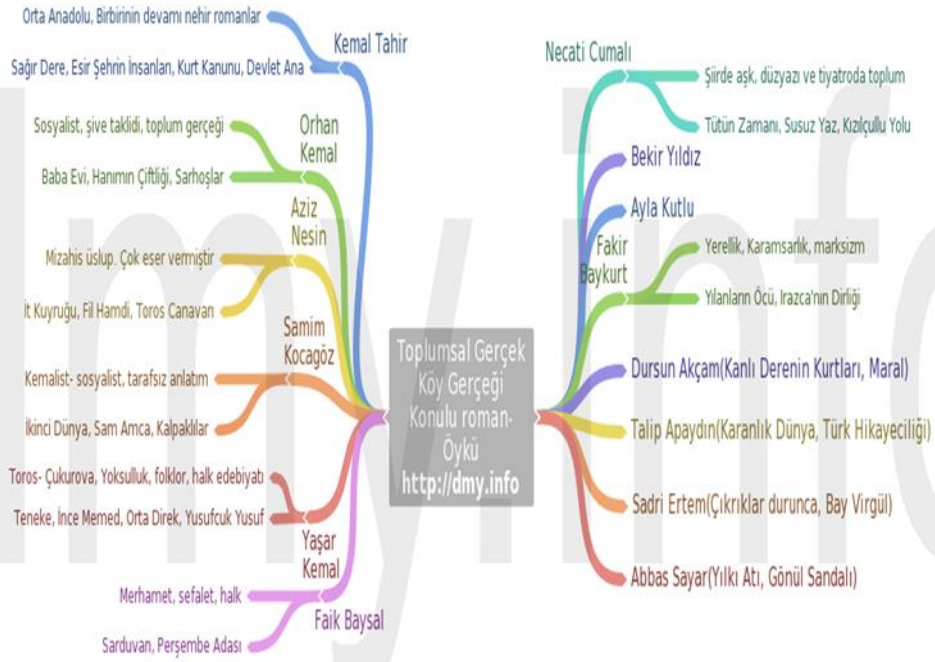 Orta Anadolu, Birbirinin devamı nehir romanlar
Kemal Tahir
Sağır Dere, Esir Şehrin İnsanları, Kurt Kanunu, Devlet Ana
Sosyalist, şive taklidi, toplum gerçeği
Orhan
Kemal
Baba Evi, Hanımın Çiftliği, Sarhoşlar
Aziz
Nesin
Mizahis üslup. Çok eser vermiştir
İt Kuyruğu, Fil Hamdi, Toros Canavarı
Samim
Kocagöz
Kemalist- sosyalist, tarafsız anlatım
İkinci Dünya, Sam Amca, Kalpaklılar
Toros- Çukurova, Yoksulluk, folklor, halk edebiyatı
Teneke, İnce Memed, Orta Direk, Yusufcuk Yusuf
Yaşar
Kemal
Merhamet, sefalet, halk
Faik Baysal
Sarduvan, Perşembe Adası
Toplumsal Gerçek
Köy Gerçeği
Konulu roman-
Öykü
http://dmy.info
Necati Cumalı
Şiirde aşk, düzyazı ve tiyatroda toplum
Tütün Zamanı, Susuz Yaz, Kızılçullu Yolu
Bekir Yıldız
Ayla Kutlu
Fakir
Baykurt
Yerellik, Karamsarlık, marksizm
Yılanların Öcü, Irazca'nın Dirliği
Dursun Akçam(Kanlı Derenin Kurtları, Maral)
Talip Apaydın(Karanlık Dünya, Türk Hikayeciliği)
Sadri Ertem(Çıkrıklar durunca, Bay Virgül)
Abbas Sayar(Yılkı Atı, Gönül Sandalı)
dmy.info